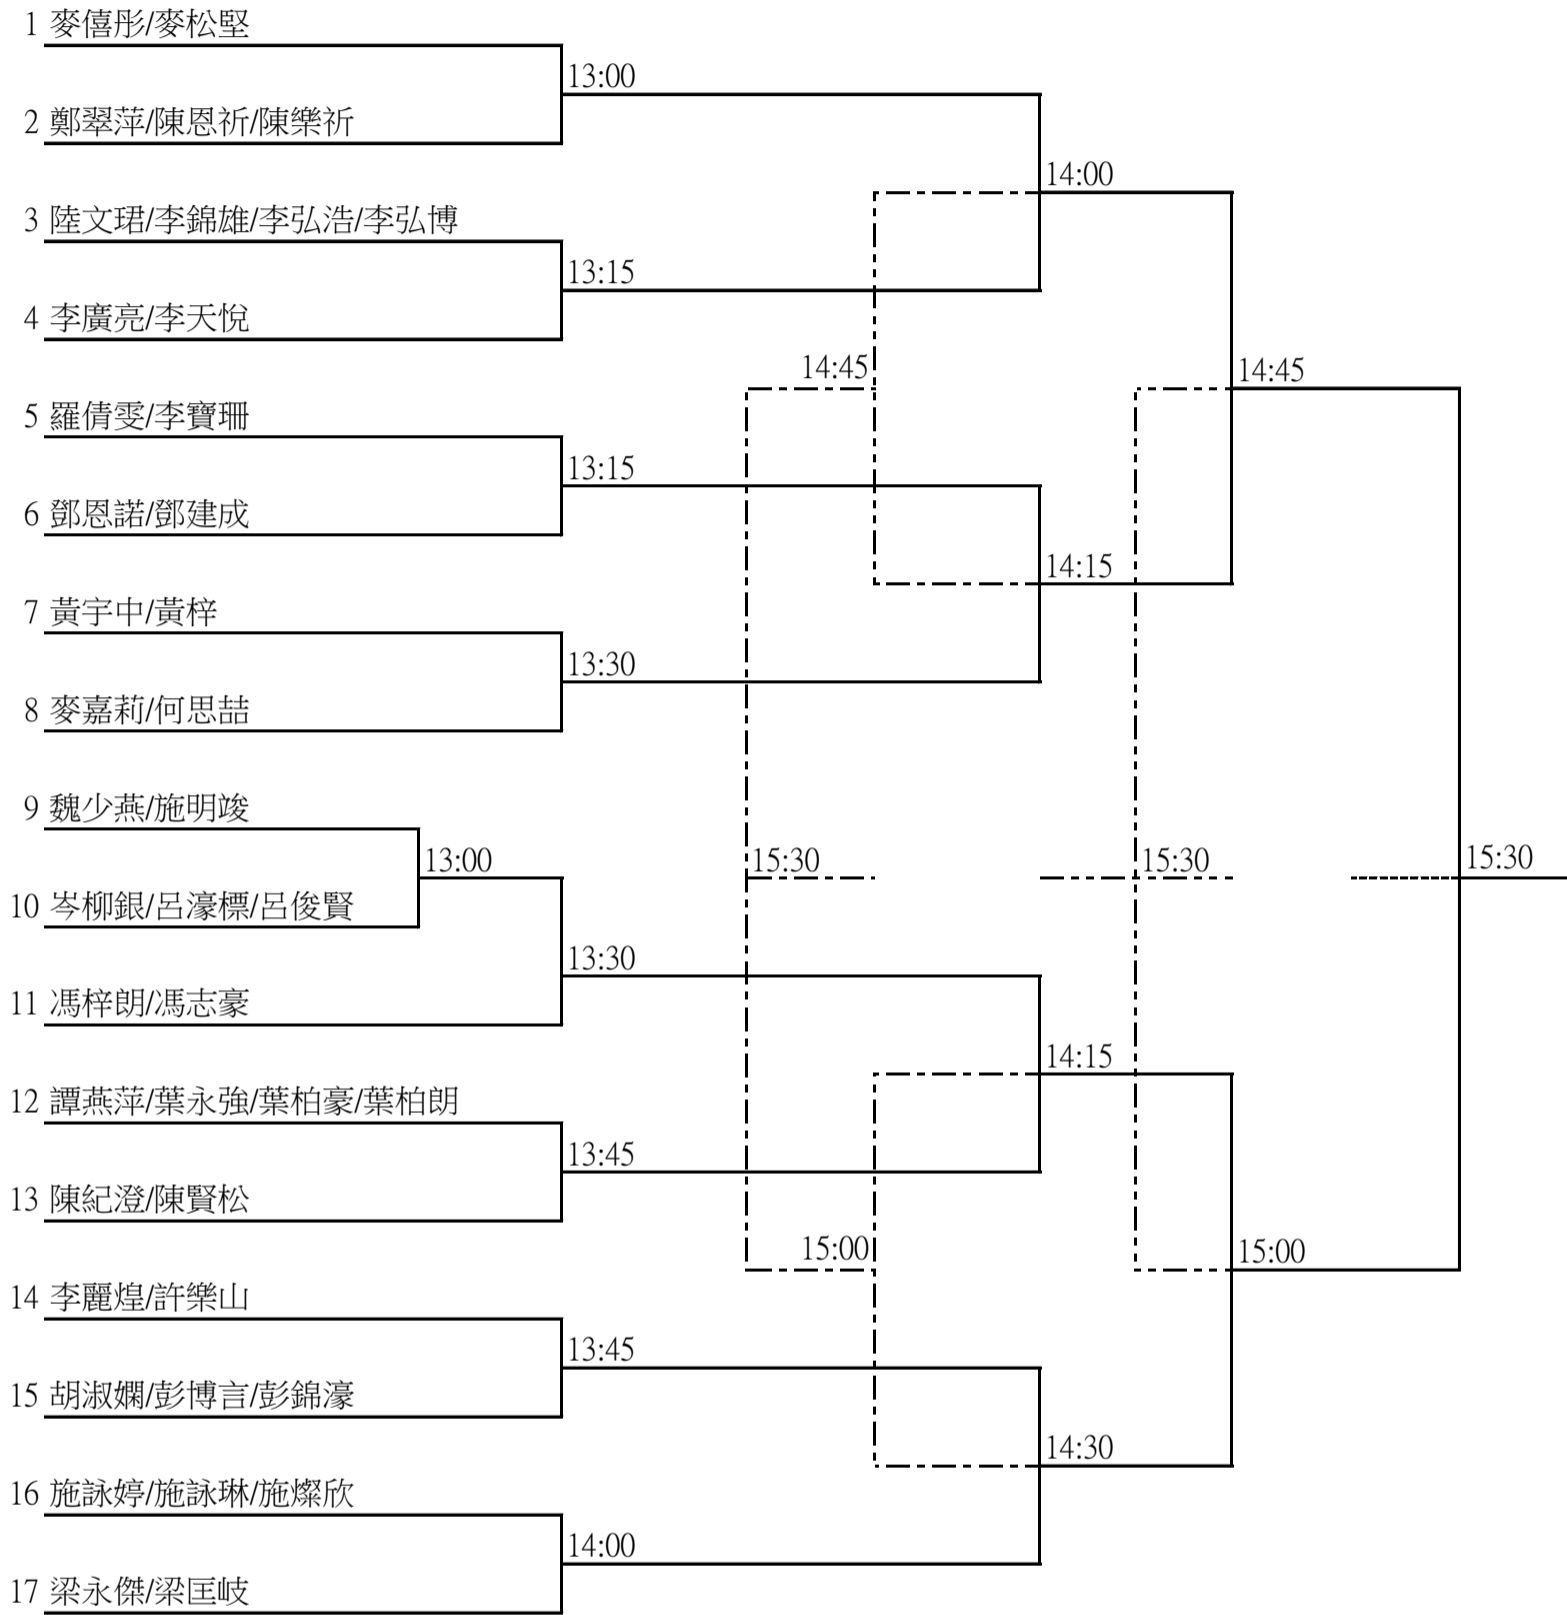 1 麥僖彤/麥松堅
13:00
2 鄭翠萍/陳恩祈/陳樂祈
14:00
3 陸文珺/李錦雄/李弘浩/李弘博
13:15
4 李廣亮/李天悅
14:45
14:45
5 羅倩雯/李寶珊
13:15
6 鄧恩諾/鄧建成
14:15
7 黃宇中/黃梓
13:30
8 麥嘉莉/何思喆
9 魏少燕/施明竣
13:00
15:30
15:30
15:30
10 岑柳銀/呂濠標/呂俊賢
13:30
11 馮梓朗/馮志豪
14:15
12 譚燕萍/葉永強/葉柏豪/葉柏朗
13:45
13 陳紀澄/陳賢松
15:00
15:00
14 李麗煌/許樂山
13:45
15 胡淑嫻/彭博言/彭錦濠
14:30
16 施詠婷/施詠琳/施燦欣
14:00
17 梁永傑/梁匡岐